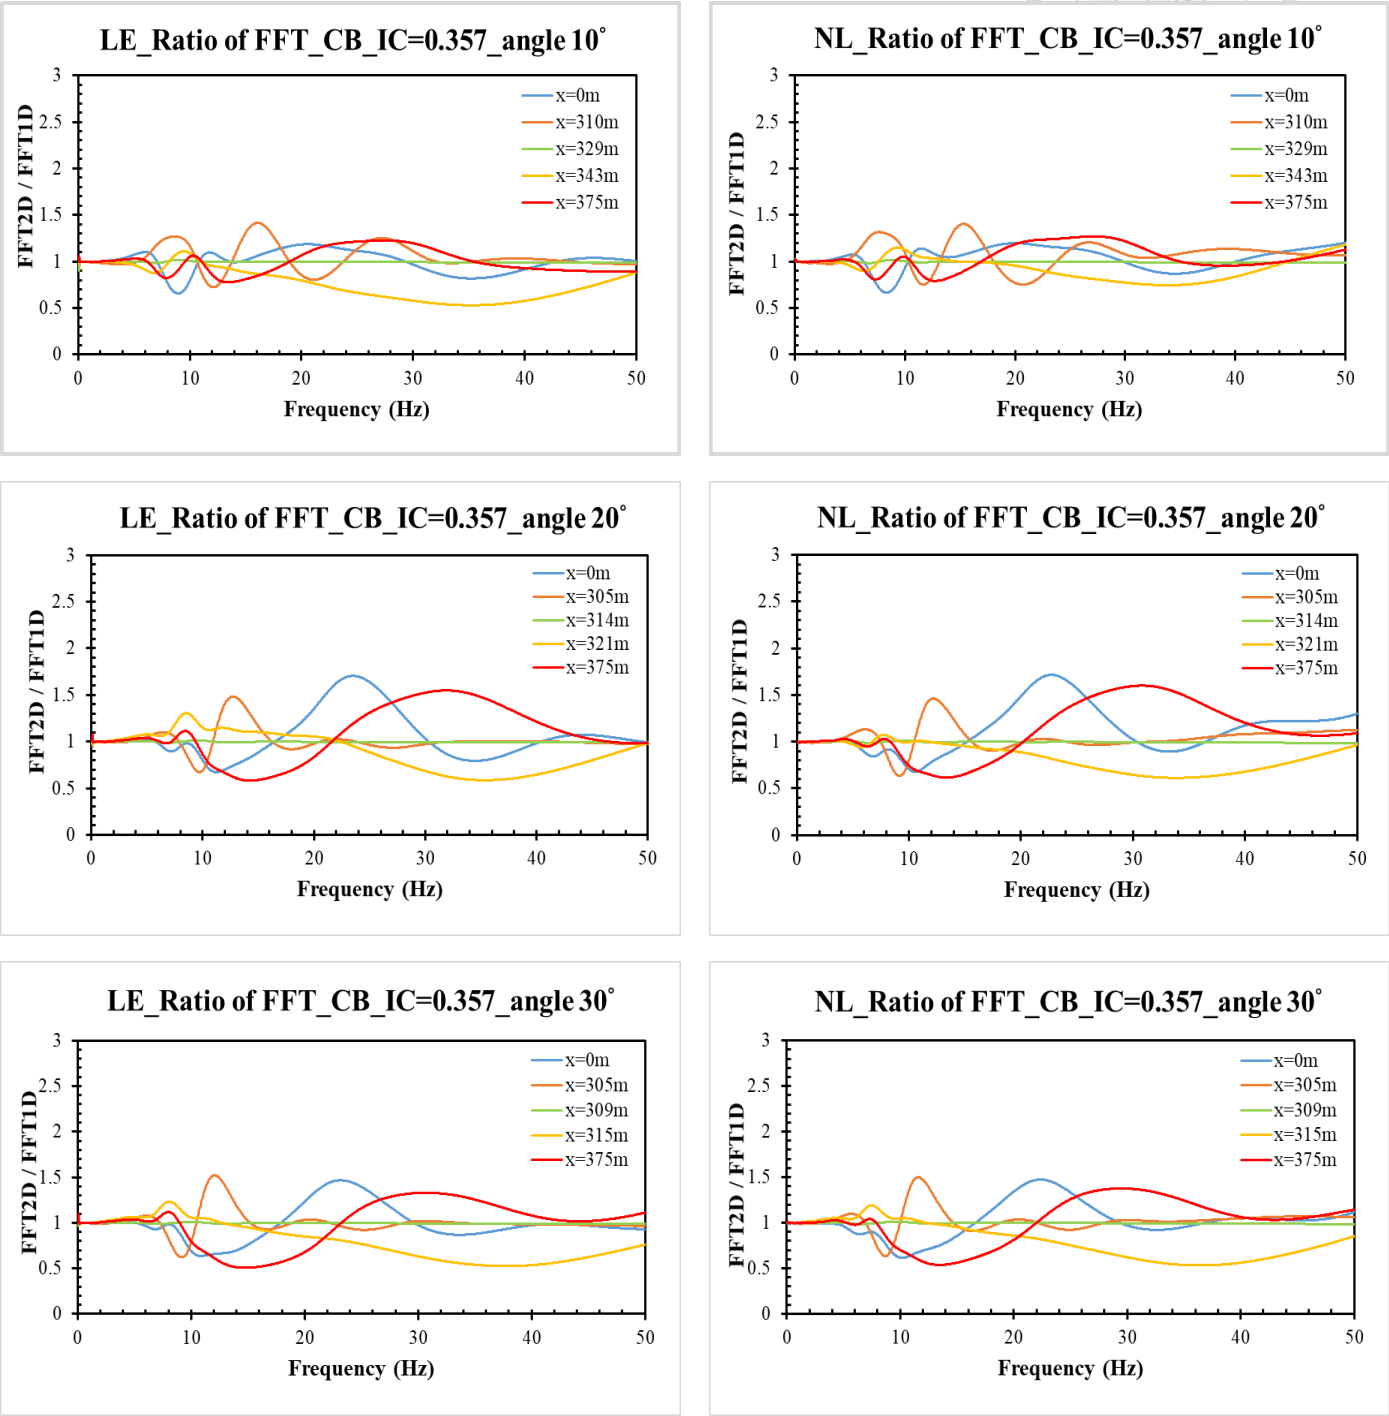 LE_Ratio of FFT_CB_IC=0.357_angle 10°
FFT2D / FFT1D
3
2.5
2
1.5
1
0.5
0
x=0m
x=310m
x=329m
x=343m
x=375m
0 10 20 30 40 50
Frequency (Hz)
NL_Ratio of FFT_CB_IC=0.357_angle 10°
FFT2D / FFT1D
3
2.5
2
1.5
1
0.5
0
x=0m
x=310m
x=329m
x=343m
x=375m
0 10 20 30 40 50
Frequency (Hz)
LE_Ratio of FFT_CB_IC=0.357_angle 20°
FFT2D / FFT1D
3
2.5
2
1.5
1
0.5
0
x=0m
x=305m
x=314m
x=321m
x=375m
0 10 20 30 40 50
Frequency (Hz)
NL_Ratio of FFT_CB_IC=0.357_angle 20°
FFT2D / FFT1D
3
2.5
2
1.5
1
0.5
0
x=0m
x=305m
x=314m
x=321m
x=375m
0 10 20 30 40 50
Frequency (Hz)
LE_Ratio of FFT_CB_IC=0.357_angle 30°
FFT2D / FFT1D
3
2.5
2
1.5
1
0.5
0
x=0m
x=305m
x=309m
x=315m
x=375m
0 10 20 30 40 50
Frequency (Hz)
NL_Ratio of FFT_CB_IC=0.357_angle 30°
FFT2D / FFT1D
3
2.5
2
1.5
1
0.5
0
x=0m
x=305m
x=309m
x=315m
x=375m
0 10 20 30 40 50
Frequency (Hz)